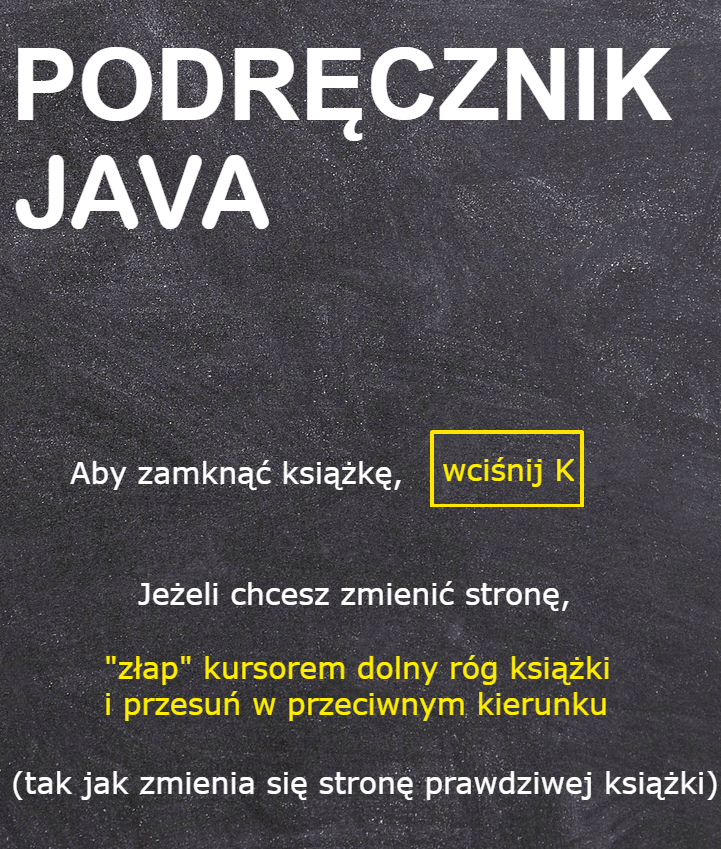 PODRĘCZNIK
JAVA
Aby zamknąć książkę, wciśnij K
Jeżeli chcesz zmienić stronę,
"złap" kursorem dolny róg książki
i przesuń w przeciwnym kierunku
(tak jak zmienia się stronę prawdziwej książki)